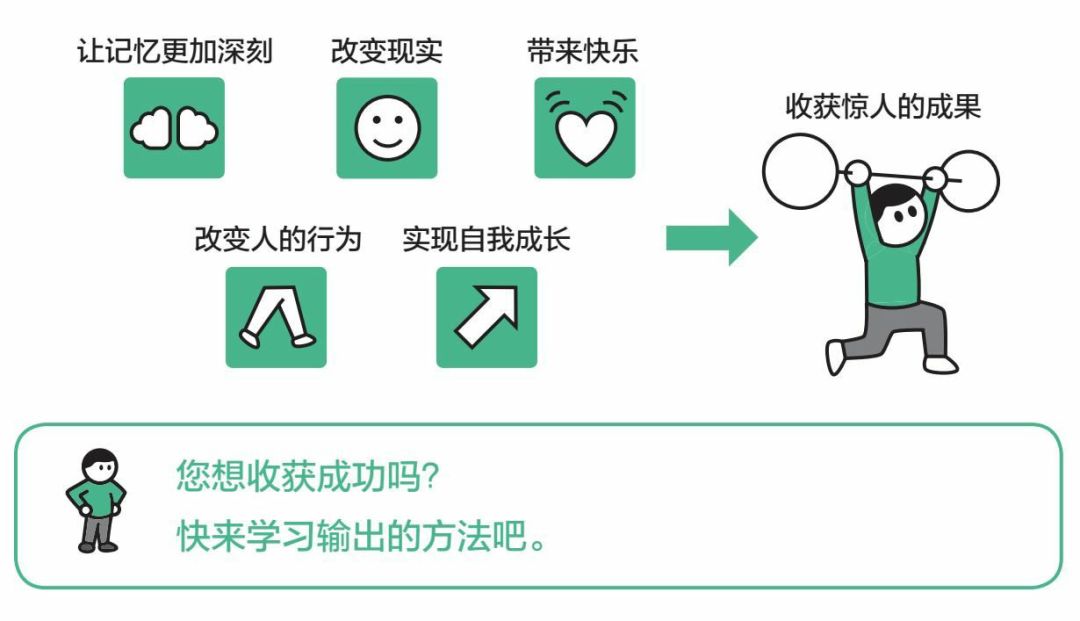 让记忆更加深刻
改变现实
带来快乐
收获惊人的成果
改变人的行为
实现自我成长
您想收获成功吗？
快来学习输出的方法吧。